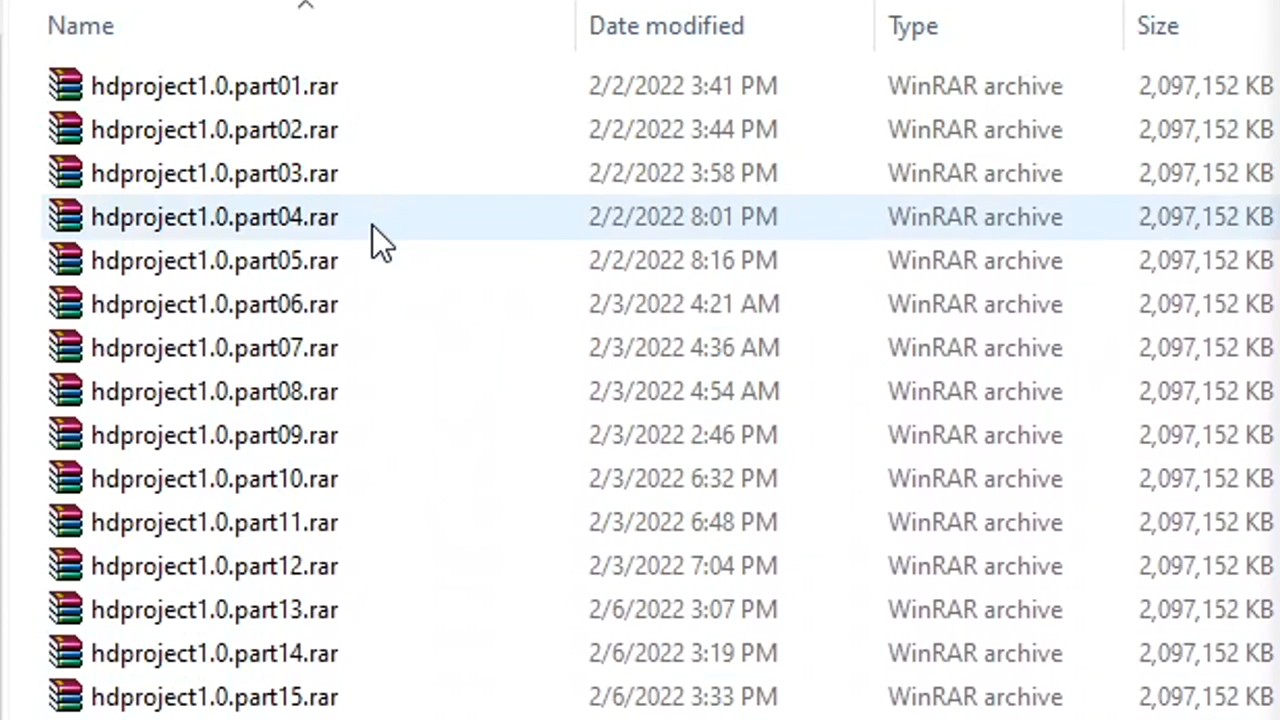 Name Date modified Type Size
hdproject1.0.part01.rar 2/2/2022 3:41 PM WinRAR archive 2,097,152 KB
hdproject1.0.part02.rar 2/2/2022 3:44 PM WinRAR archive 2,097,152 KB
hdproject1.0.part03.rar 2/2/2022 3:58 PM WinRAR archive 2,097,152 KB
hdproject1.0.part04.rar 2/2/2022 8:01 PM WinRAR archive 2,097,152 KB
hdproject1.0.part05.rar 2/2/2022 8:16 PM WinRAR archive 2,097,152 KB
hdproject1.0.part06.rar 2/3/2022 4:21 AM WinRAR archive 2,097,152 KB
hdproject1.0.part07.rar 2/3/2022 4:36 AM WinRAR archive 2,097,152 KB
hdproject1.0.part08.rar 2/3/2022 4:54 AM WinRAR archive 2,097,152 KB
hdproject1.0.part09.rar 2/3/2022 2:46 PM WinRAR archive 2,097,152 KB
hdproject1.0.part10.rar 2/3/2022 6:32 PM WinRAR archive 2,097,152 KB
hdproject1.0.part11.rar 2/3/2022 6:48 PM WinRAR archive 2,097,152 KB
hdproject1.0.part12.rar 2/3/2022 7:04 PM WinRAR archive 2,097,152 KB
hdproject1.0.part13.rar 2/6/2022 3:07 PM WinRAR archive 2,097,152 KB
hdproject1.0.part14.rar 2/6/2022 3:19 PM WinRAR archive 2,097,152 KB
hdproject1.0.part15.rar 2/6/2022 3:33 PM WinRAR archive 2,097,152 KB